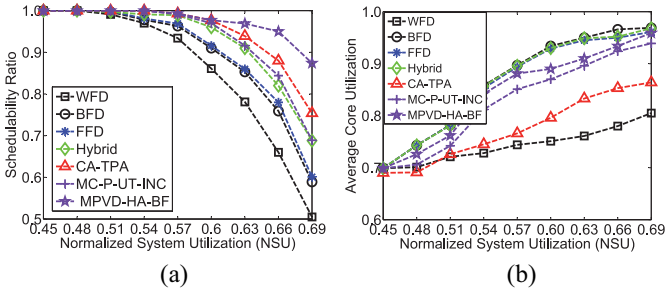 1.0
0.9
0.8
0.7
0.6
0.5
Schedulability Ratio
WFD
BFD
FFD
Hybrid
CA-TPA
MC-P-UT-INC
MPVD-HA-BF
0.45 0.48 0.51 0.54 0.57 0.6 0.63 0.66 0.69
Normalized System Utilization (NSU)
(a)
1.0
0.9
0.8
0.7
0.6
Average Core Utilization
WFD
BFD
FFD
Hybrid
CA-TPA
MC-P-UT-INC
MPVD-HA-BF
0.45 0.48 0.51 0.54 0.57 0.60 0.63 0.66 0.69
Normalized System Utilization (NSU)
(b)